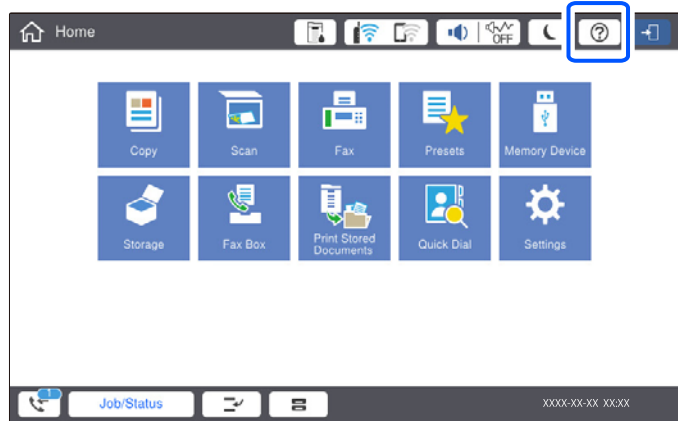 Home
OFF
?
Copy
Scan
Fax
Presets
Memory Device
Storage
Fax Box
Print Stored
Documents
Quick Dial
Settings
1
Job/Status
XXXX-XX-XX XX:XX